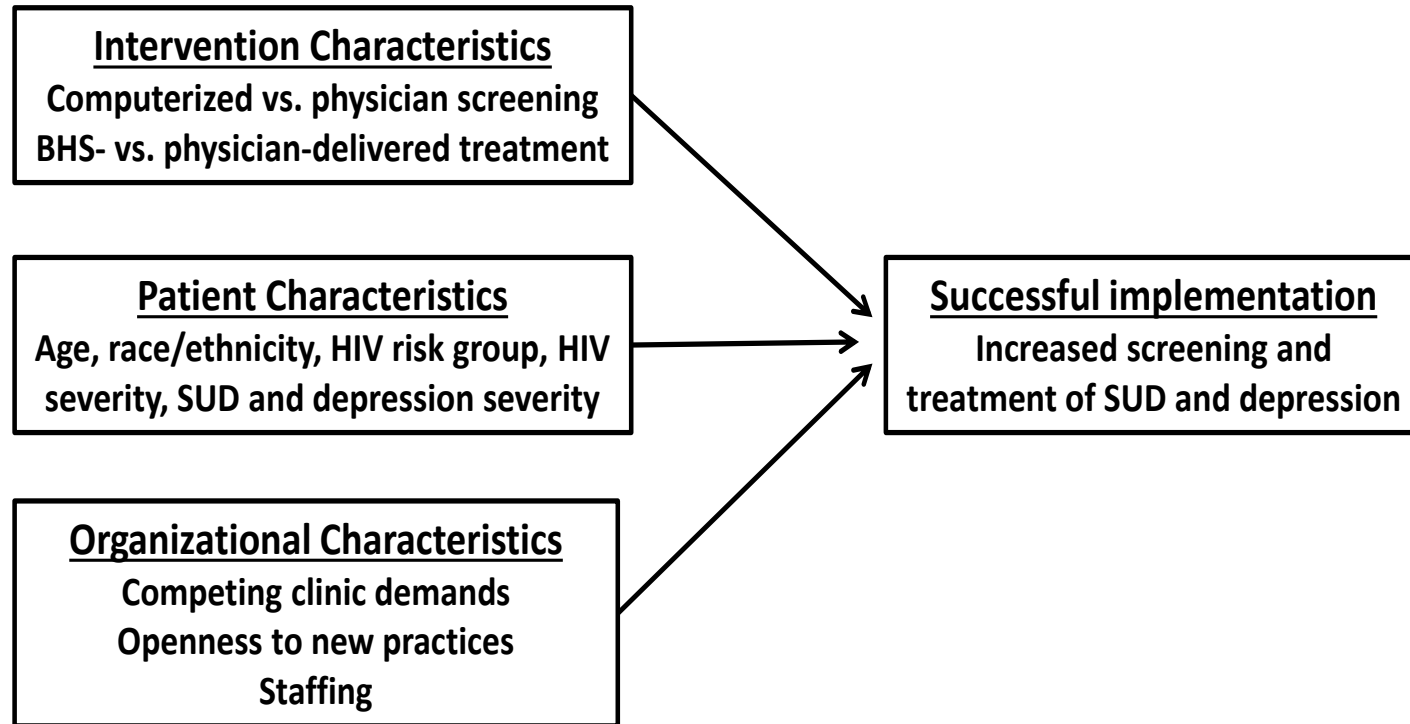 Intervention Characteristics
Computerized vs. physician screening
BHS- vs. physician-delivered treatment
Patient Characteristics
Age, race/ethnicity, HIV risk group, HIV
severity, SUD and depression severity
Organizational Characteristics
Competing clinic demands
Openness to new practices
Staffing
Successful implementation
Increased screening and
treatment of SUD and depression